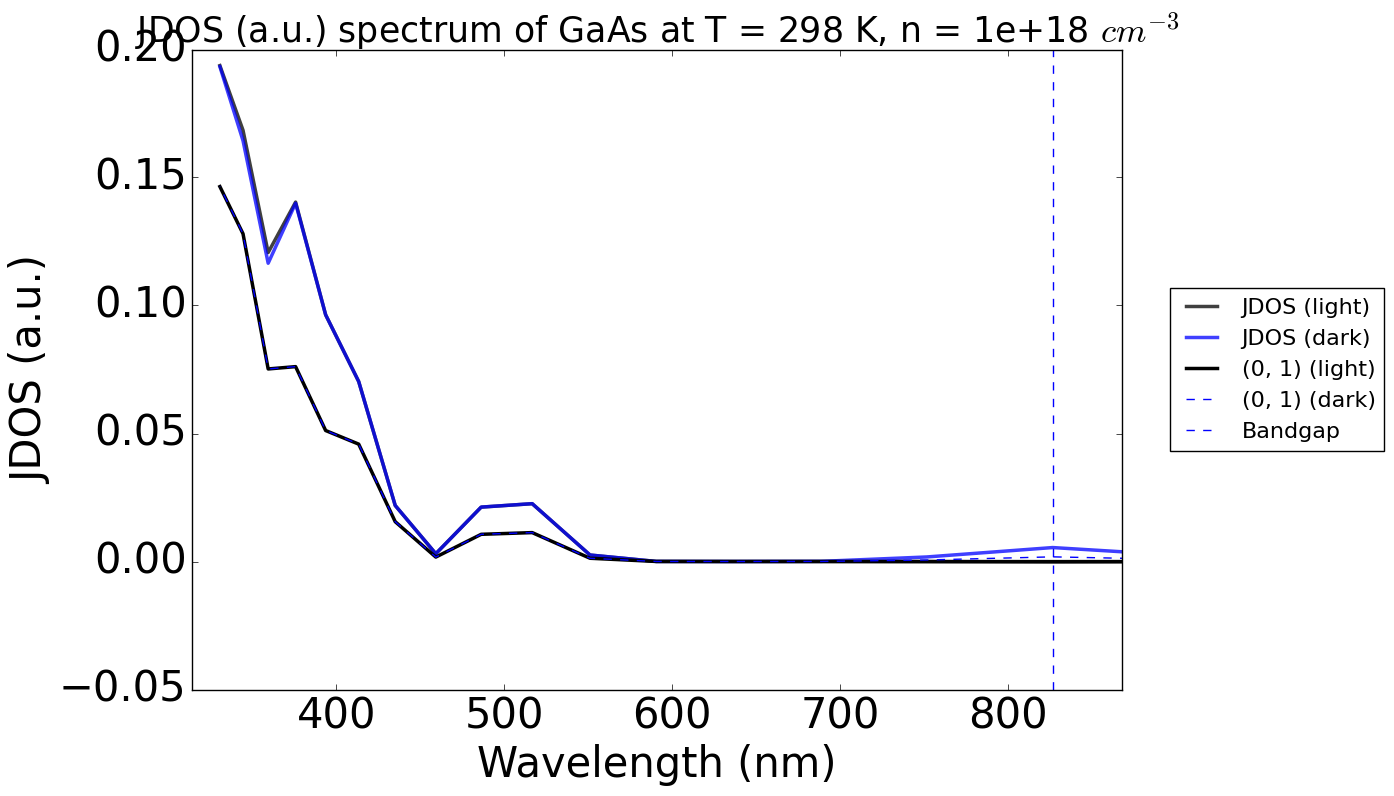 JDOS (a.u.) spectrum of GaAs at T = 298 K, n = 1e+18 cm⁻³
0.20
0.15
0.10
0.05
0.00
−0.05
JDOS (a.u.)
400 500 600 700 800
Wavelength (nm)
JDOS (light)
JDOS (dark)
(0, 1) (light)
(0, 1) (dark)
Bandgap